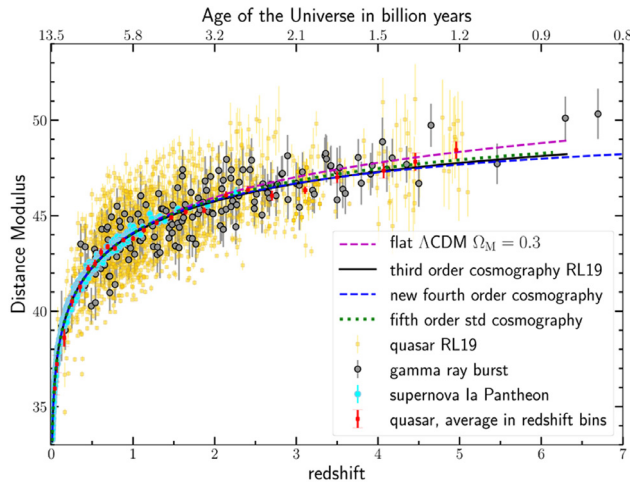 Age of the Universe in billion years
13.5 5.8 3.2 2.1 1.5 1.2 0.9 0.8
Distance Modulus
50
45
40
35
flat ΛCDM Ω_M = 0.3
third order cosmography RL19
new fourth order cosmography
fifth order std cosmography
quasar RL19
gamma ray burst
supernova Ia Pantheon
quasar, average in redshift bins
0 1 2 3 4 5 6 7
redshift